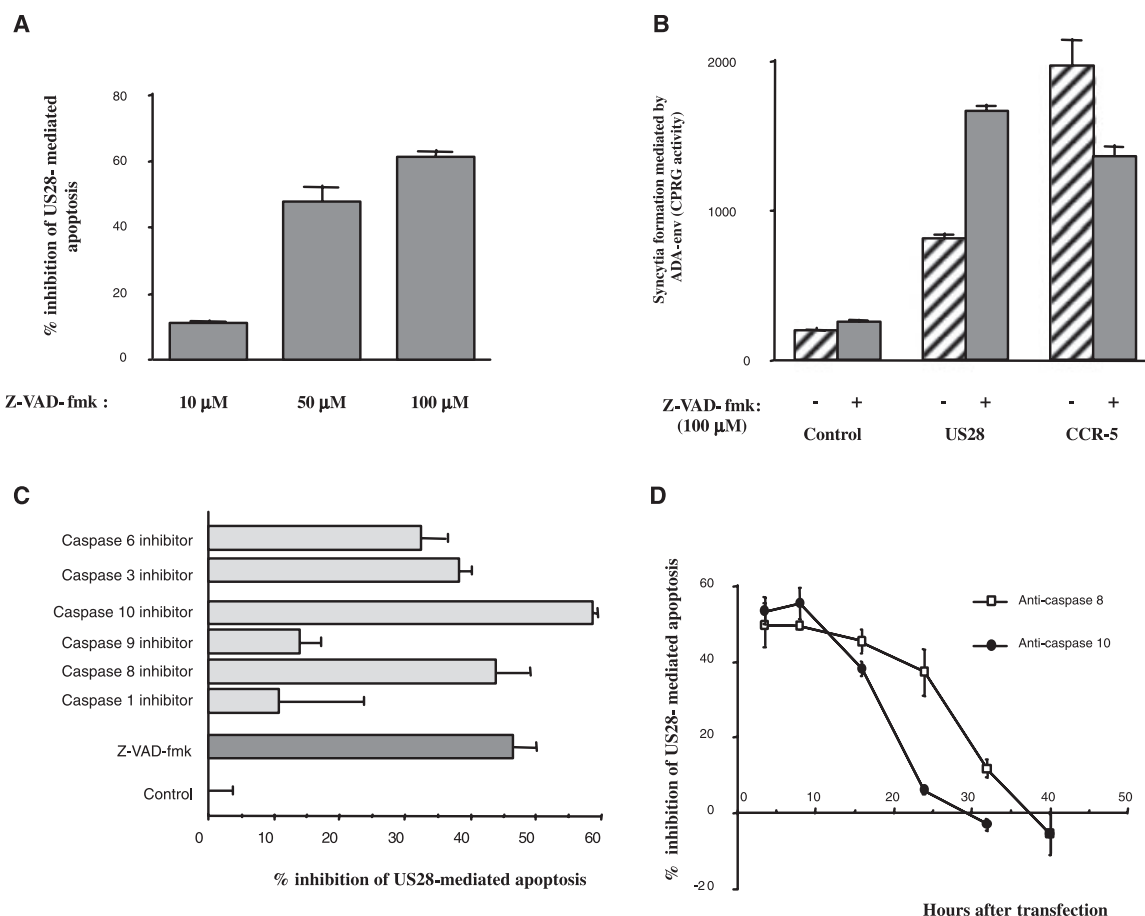 A
% inhibition of US28- mediated
apoptosis
80
60
40
20
0
Z-VAD-fmk :
10 µM
50 µM
100 µM
B
Syncytia formation mediated by
ADA-env (CPRG activity)
2000
1000
0
Z-VAD-fmk:
(100 µM)
- + - + - +
Control
US28
CCR-5
C
Caspase 6 inhibitor
Caspase 3 inhibitor
Caspase 10 inhibitor
Caspase 9 inhibitor
Caspase 8 inhibitor
Caspase 1 inhibitor
Z-VAD-fmk
Control
0 10 20 30 40 50 60
% inhibition of US28-mediated apoptosis
D
% inhibition of US28- mediated apoptosis
60
40
20
0
-20
0 10 20 30 40 50
Anti-caspase 8
Anti-caspase 10
Hours after transfection